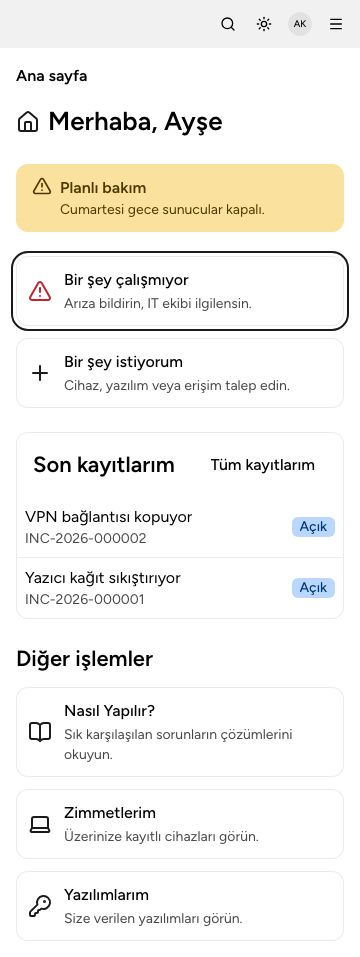 AK
Ana sayfa
Merhaba, Ayşe
Planlı bakım
Cumartesi gece sunucular kapalı.
Bir şey çalışmıyor
Arıza bildirin, IT ekibi ilgilensin.
Bir şey istiyorum
Cihaz, yazılım veya erişim talep edin.
Son kayıtlarım
Tüm kayıtlarım
VPN bağlantısı kopuyor
INC-2026-000002
Açık
Yazıcı kağıt sıkıştırıyor
INC-2026-000001
Açık
Diğer işlemler
Nasıl Yapılır?
Sık karşılaşılan sorunların çözümlerini
okuyun.
Zimmetlerim
Üzerinize kayıtlı cihazları görün.
Yazılımlarım
Size verilen yazılımları görün.